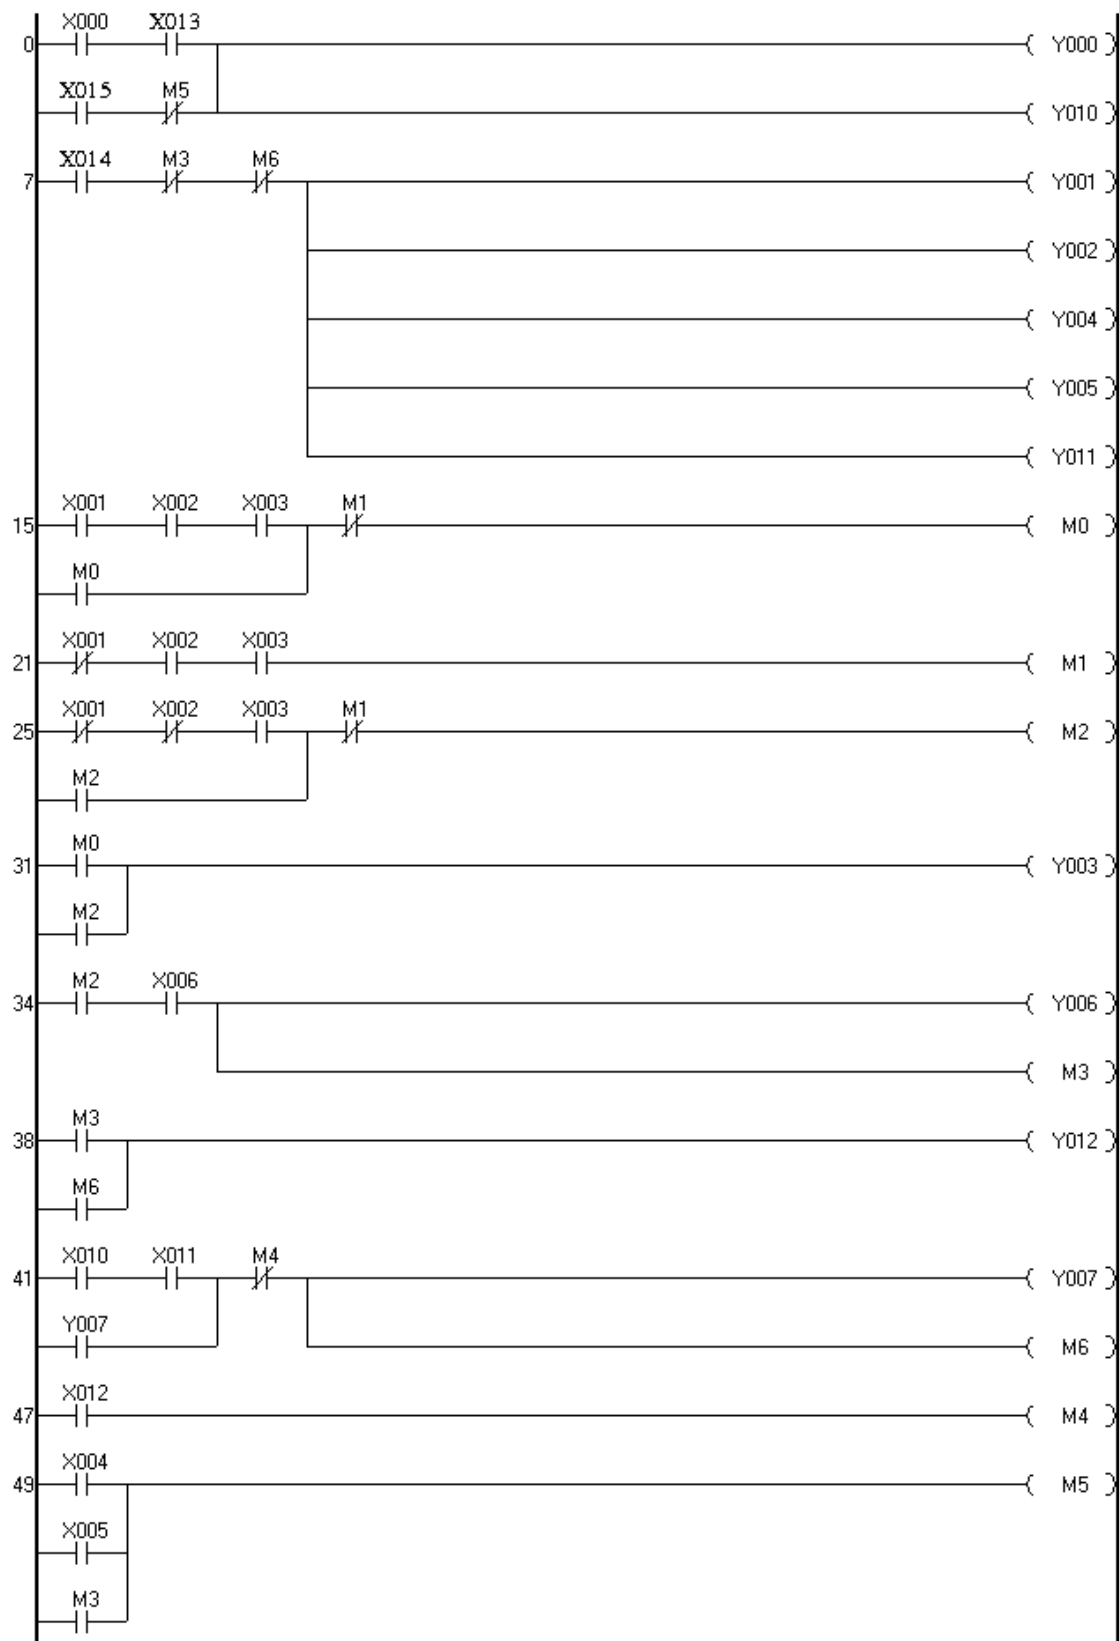 X000 X013
0 Y000
X015 M5
Y010
X014 M3 M6
7 Y001
Y002
Y004
Y005
Y011
X001 X002 X003 M1
15 M0
M0
X001 X002 X003
21 M1
X001 X002 X003 M1
25 M2
M2
M0
31 Y003
M2
M2 X006
34 Y006
M3
M3
38 Y012
M6
X010 X011 M4
41 Y007
Y007
M6
X012
47 M4
X004
49 M5
X005
M3